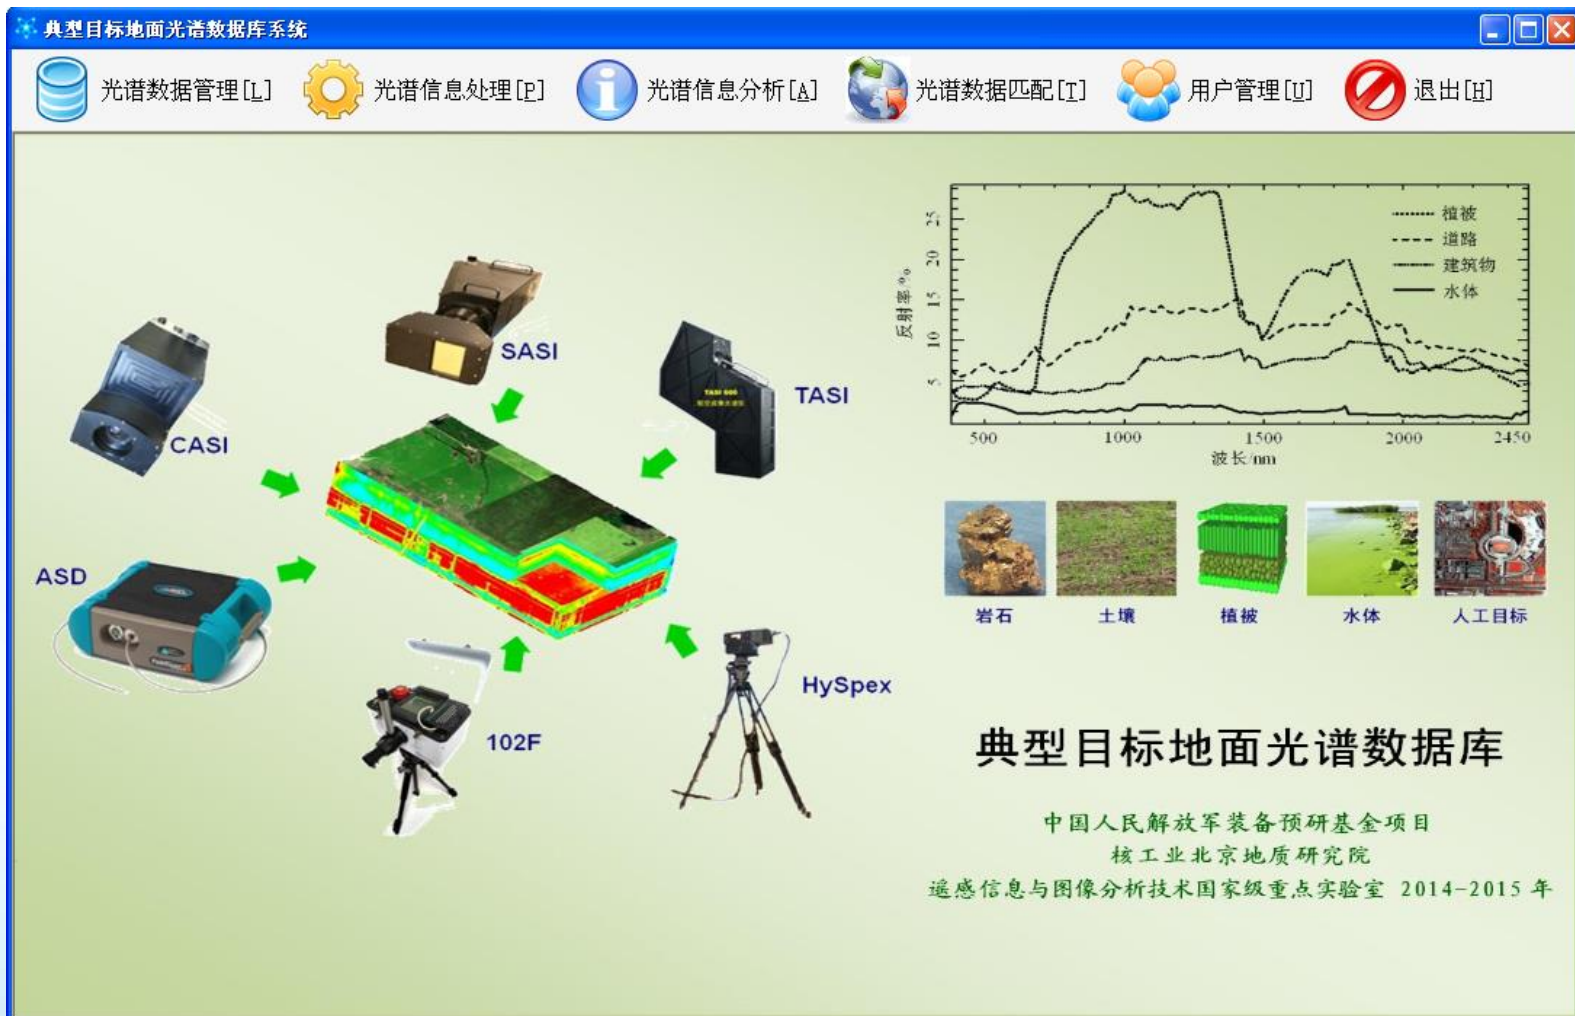 典型目标地面光谱数据库系统
光谱数据管理[L] 光谱信息处理[P] 光谱信息分析[A] 光谱数据匹配[T] 用户管理[U] 退出[H]
SASI
TASI 600
TASI
CASI
ASD
102F
HySpex
植被
道路
建筑物
水体
反射率/%
25
20
15
10
5
500 1000 1500 2000 2450
波长/nm
岩石 土壤 植被 水体 人工目标
典型目标地面光谱数据库
中国人民解放军装备预研基金项目
核工业北京地质研究院
遥感信息与图像分析技术国家级重点实验室 2014-2015 年